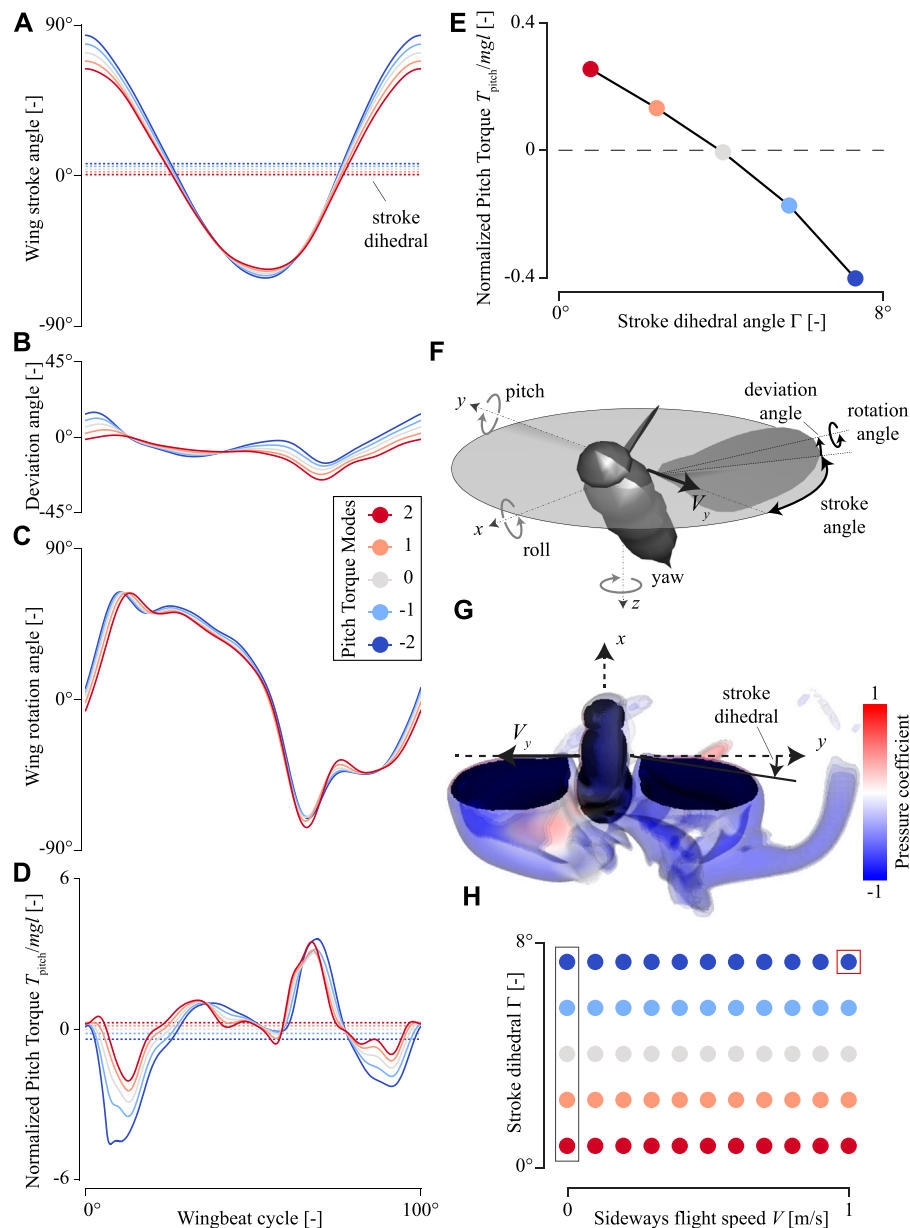 A
90°
0°
-90°
Wing stroke angle [-]
stroke
dihedral
B
45°
0°
-45°
Deviation angle [-]
C
90°
0°
-90°
Wing rotation angle [-]
Pitch Torque Modes
2
1
0
-1
-2
D
6
0
-6
Normalized Pitch Torque T_pitch/mgl [-]
0°
100°
Wingbeat cycle [-]
E
0.4
0
-0.4
Normalized Pitch Torque T_pitch/mgl [-]
0°
8°
Stroke dihedral angle Γ [-]
F
y
pitch
deviation
angle
rotation
angle
V_y
stroke
angle
x
roll
yaw
z
G
x
stroke
dihedral
V_y
y
1
-1
Pressure coefficient
H
8°
0°
Stroke dihedral Γ [-]
0
1
Sideways flight speed V [m/s]